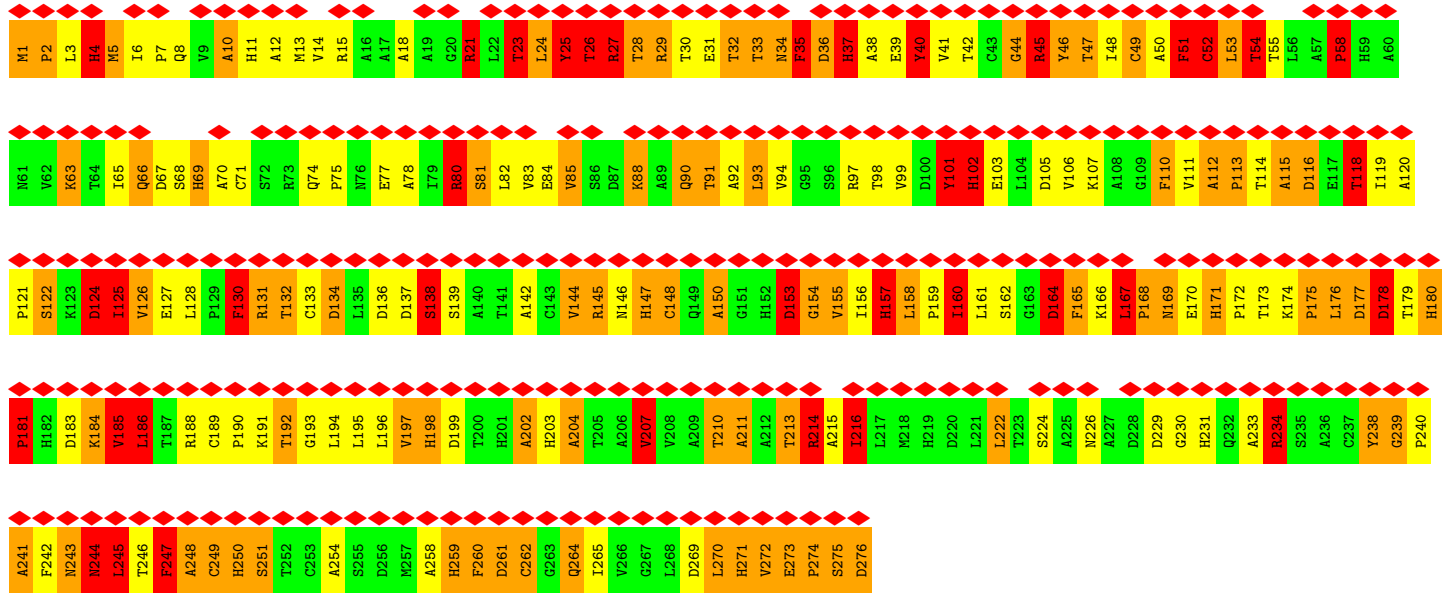 M1 P2 L3 H4 M5 I6 P7 Q8 V9 A10 H11 A12 M13 V14 R15 A16 A17 A18 A19 G20 R21 L22 T23 L24 Y25 T26 R27 T28 R29 T30 E31 T32 T33 N34 F35 D36 H37 A38 E39 Y40 V41 T42 C43 G44 R45 Y46 T47 I48 C49 A50 F51 C52 L53 T54 T55 L56 A57 P58 H59 A60
N61 V62 K63 T64 I65 Q66 D67 S68 H69 A70 C71 S72 R73 Q74 P75 N76 E77 A78 I79 R80 S81 L82 V83 E84 V85 S86 D87 K88 A89 Q90 T91 A92 L93 V94 G95 S96 R97 T98 V99 D100 Y101 H102 E103 L104 D105 V106 K107 A108 G109 F110 V111 A112 P113 T114 A115 D116 E117 T118 I119 A120
P121 S122 K123 D124 I125 V126 E127 L128 P129 F130 R131 T132 C133 D134 L135 D136 D137 S138 S139 A140 T141 A142 C143 V144 R145 N146 H147 C148 Q149 A150 G151 H152 D153 G154 V155 I156 H157 L158 P159 I160 L161 S162 G163 D164 F165 K166 L167 P168 N169 E170 H171 P172 T173 K174 P175 L176 D177 D178 T179 H180
P181 H182 D183 K184 V185 L186 T187 R188 C189 P190 K191 T192 G193 L194 L195 L196 V197 H198 D199 T200 H201 A202 H203 A204 T205 A206 V207 V208 A209 T210 A211 A212 T213 R214 A215 I216 L217 M218 H219 D220 L221 L222 T223 S224 A225 N226 A227 D228 D229 G230 H231 Q232 A233 R234 S235 A236 C237 Y238 G239 P240
A241 F242 N243 N244 L245 T246 F247 A248 C249 H250 S251 T252 C253 A254 S255 D256 M257 A258 H259 F260 D261 C262 G263 Q264 I265 V266 G267 L268 D269 L270 H271 V272 E273 P274 S275 D276